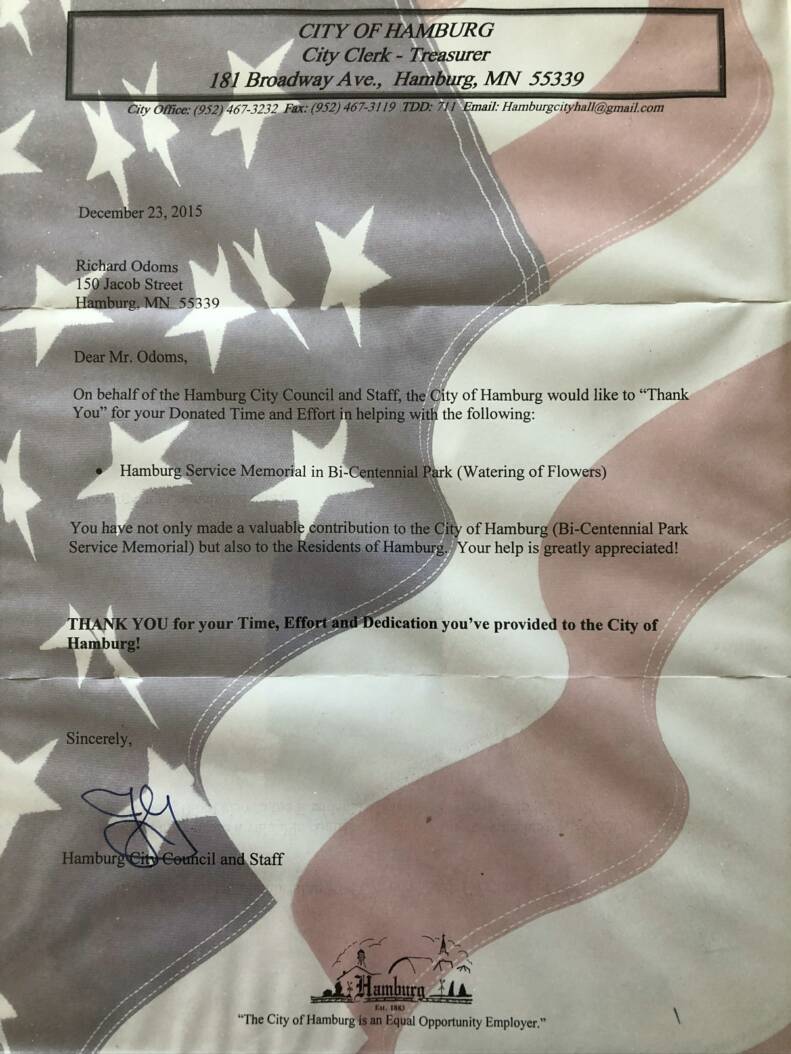 CITY OF HAMBURG
City Clerk - Treasurer
181 Broadway Ave., Hamburg, MN 55339
City Office: (952) 467-3232 Fax: (952) 467-3119 TDD: 711 Email: Hamburgcityhall@gmail.com
December 23, 2015
Richard Odoms
150 Jacob Street
Hamburg, MN 55339
Dear Mr. Odoms,
On behalf of the Hamburg City Council and Staff, the City of Hamburg would like to “Thank
You” for your Donated Time and Effort in helping with the following:
• Hamburg Service Memorial in Bi-Centennial Park (Watering of Flowers)
You have not only made a valuable contribution to the City of Hamburg (Bi-Centennial Park
Service Memorial) but also to the Residents of Hamburg. Your help is greatly appreciated!
THANK YOU for your Time, Effort and Dedication you’ve provided to the City of
Hamburg!
Sincerely,
Hamburg City Council and Staff
Hamburg
Est. 1883
“The City of Hamburg is an Equal Opportunity Employer.”